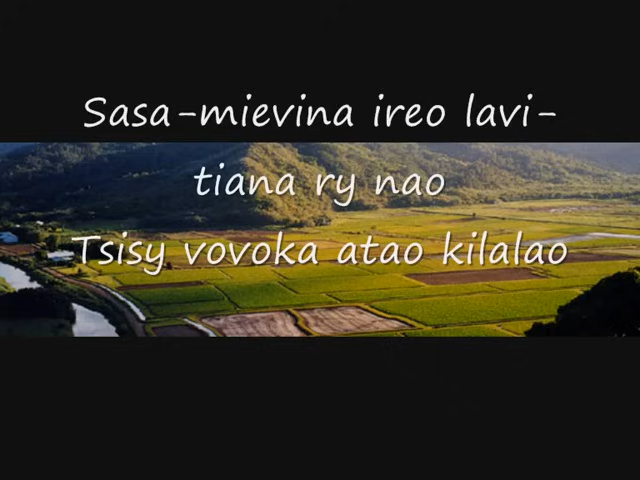 Sasa-mievina ireo lavi-
tiana ry nao
Tsisy vovoka atao kilalao